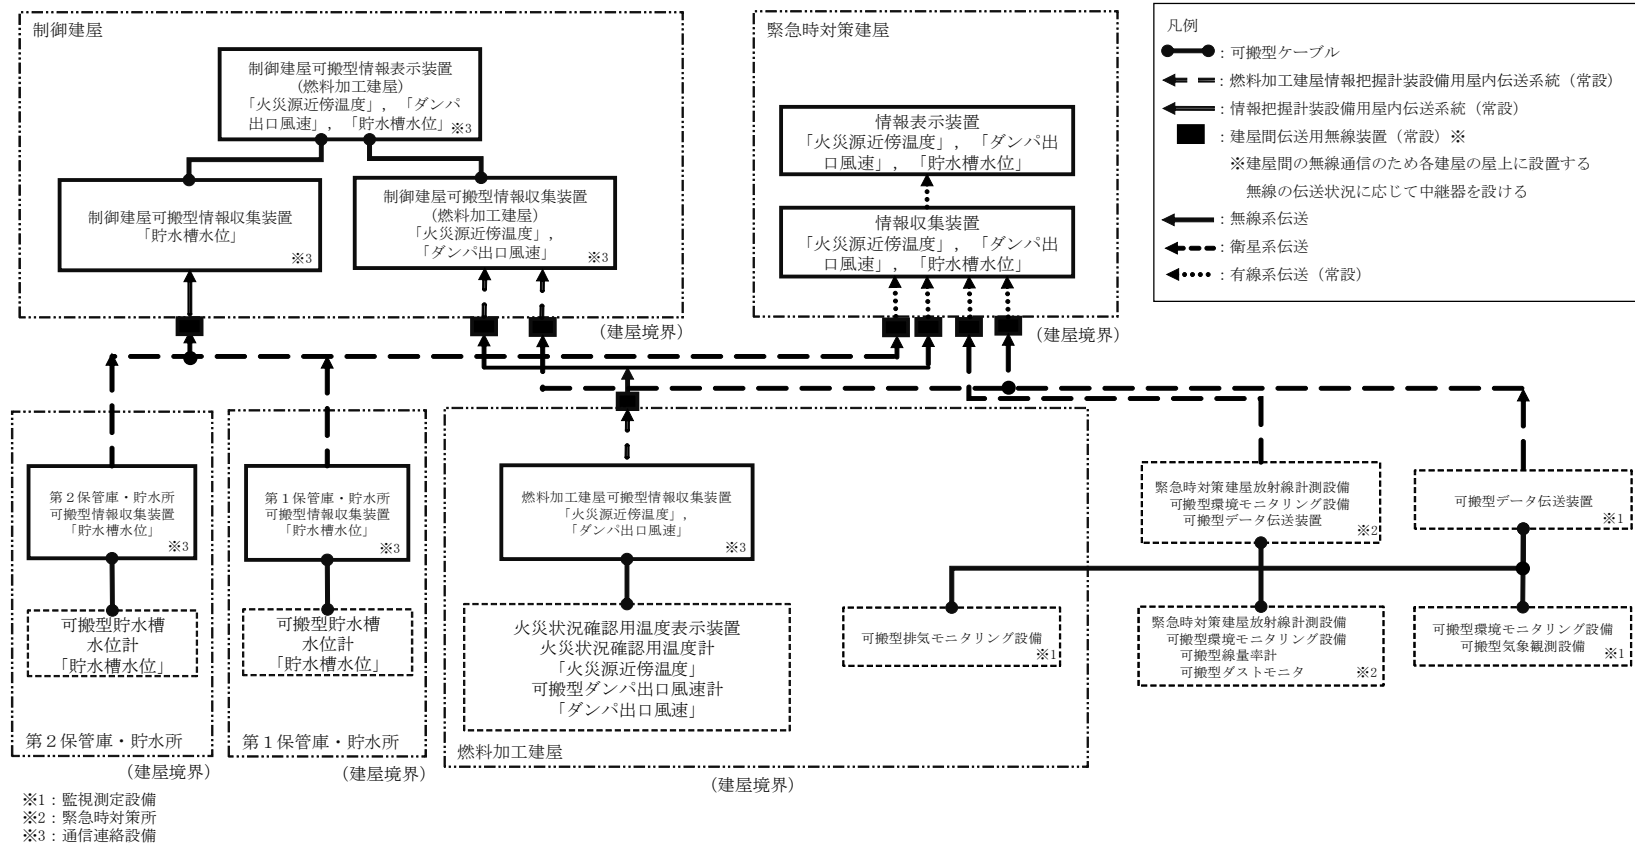 制御建屋
制御建屋可搬型情報表示装置
(燃料加工建屋)
「火災源近傍温度」,「ダンパ
出口風速」,「貯水槽水位」※3
制御建屋可搬型情報収集装置
「貯水槽水位」
※3
制御建屋可搬型情報収集装置
(燃料加工建屋)
「火災源近傍温度」,
「ダンパ出口風速」
※3
(建屋境界)
緊急時対策建屋
情報表示装置
「火災源近傍温度」,「ダンパ出
口風速」,「貯水槽水位」
情報収集装置
「火災源近傍温度」,「ダンパ出
口風速」,「貯水槽水位」
(建屋境界)
凡例
:可搬型ケーブル
:燃料加工建屋情報把握計装設備用屋内伝送系統(常設)
:情報把握計装設備用屋内伝送系統(常設)
:建屋間伝送用無線装置(常設)※
※建屋間の無線通信のため各建屋の屋上に設置する
無線の伝送状況に応じて中継器を設ける
:無線系伝送
:衛星系伝送
:有線系伝送(常設)
第2保管庫・貯水所
可搬型情報収集装置
「貯水槽水位」
※3
可搬型貯水槽
水位計
「貯水槽水位」
第2保管庫・貯水所
(建屋境界)
第1保管庫・貯水所
可搬型情報収集装置
「貯水槽水位」
※3
可搬型貯水槽
水位計
「貯水槽水位」
第1保管庫・貯水所
(建屋境界)
燃料加工建屋可搬型情報収集装置
「火災源近傍温度」,
「ダンパ出口風速」
※3
火災状況確認用温度表示装置
火災状況確認用温度計
「火災源近傍温度」
可搬型ダンパ出口風速計
「ダンパ出口風速」
燃料加工建屋
(建屋境界)
可搬型排気モニタリング設備
※1
緊急時対策建屋放射線計測設備
可搬型環境モニタリング設備
可搬型データ伝送装置
※2
緊急時対策建屋放射線計測設備
可搬型環境モニタリング設備
可搬型線量率計
可搬型ダストモニタ
※2
可搬型データ伝送装置
※1
可搬型環境モニタリング設備
可搬型気象観測設備
※1
※1:監視測定設備
※2:緊急時対策所
※3:通信連絡設備